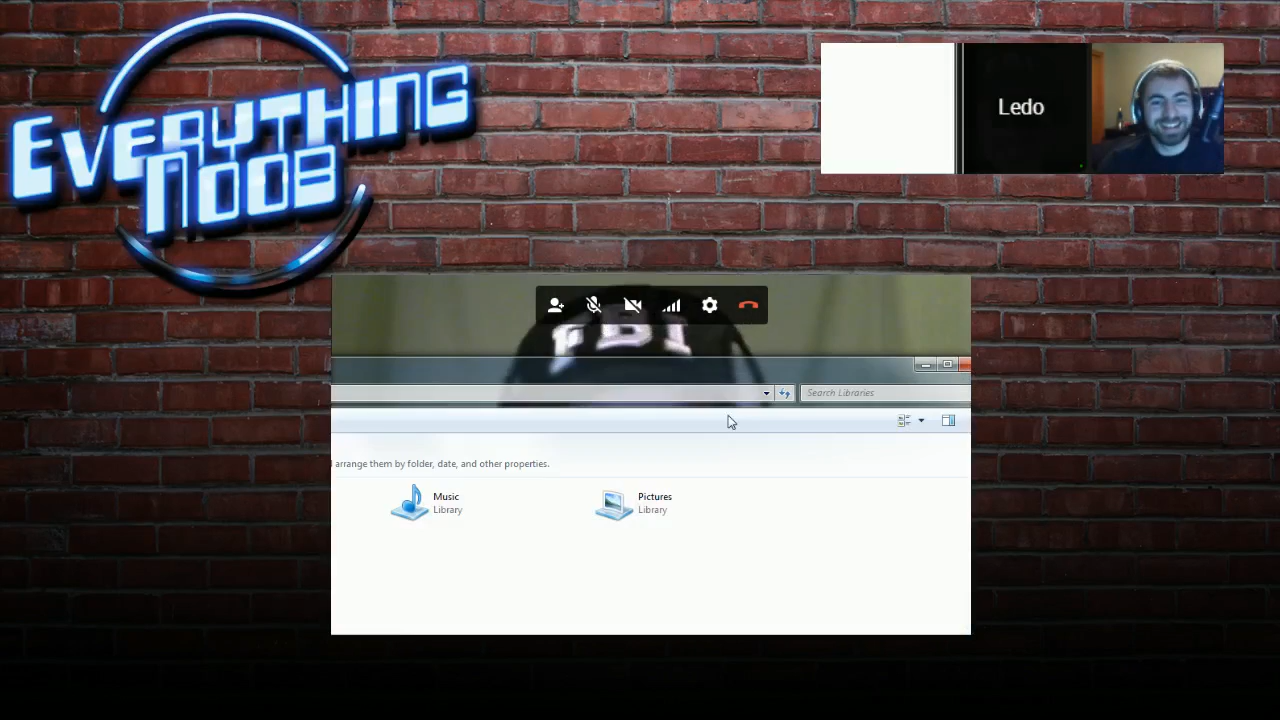 EVERYTHING
NOOB
Ledo
FBI
Search Libraries
arrange them by folder, date, and other properties.
Music
Library
Pictures
Library